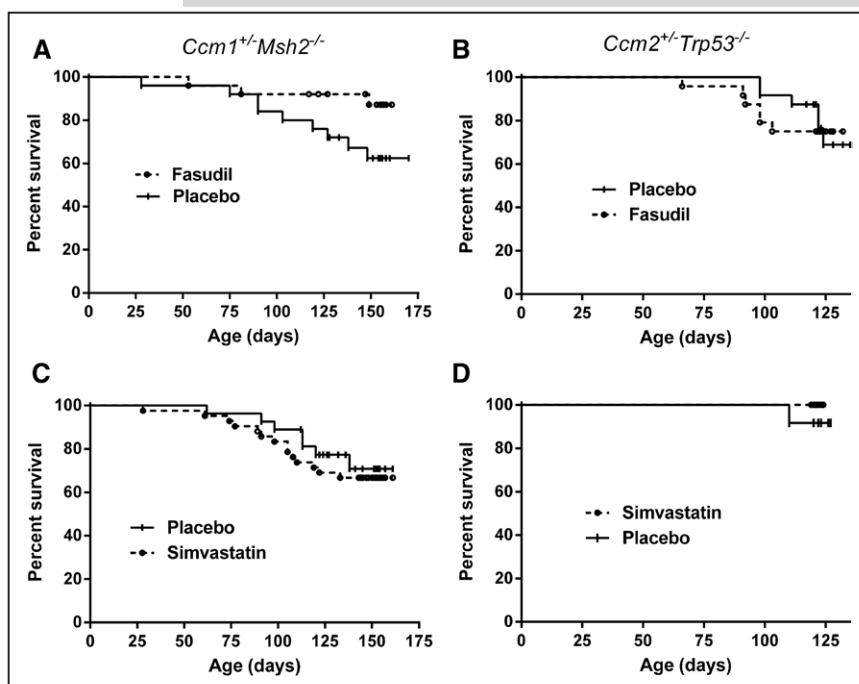 A
Ccm1+/-Msh2-/-
Percent survival
100
80
60
40
20
0
Fasudil
Placebo
0 25 50 75 100 125 150 175
Age (days)
B
Ccm2+/-Trp53-/-
Percent survival
100
80
60
40
20
0
Placebo
Fasudil
0 25 50 75 100 125
Age (days)
C
Percent survival
100
80
60
40
20
0
Placebo
Simvastatin
0 25 50 75 100 125 150 175
Age (days)
D
Percent survival
100
80
60
40
20
0
Simvastatin
Placebo
0 25 50 75 100 125
Age (days)